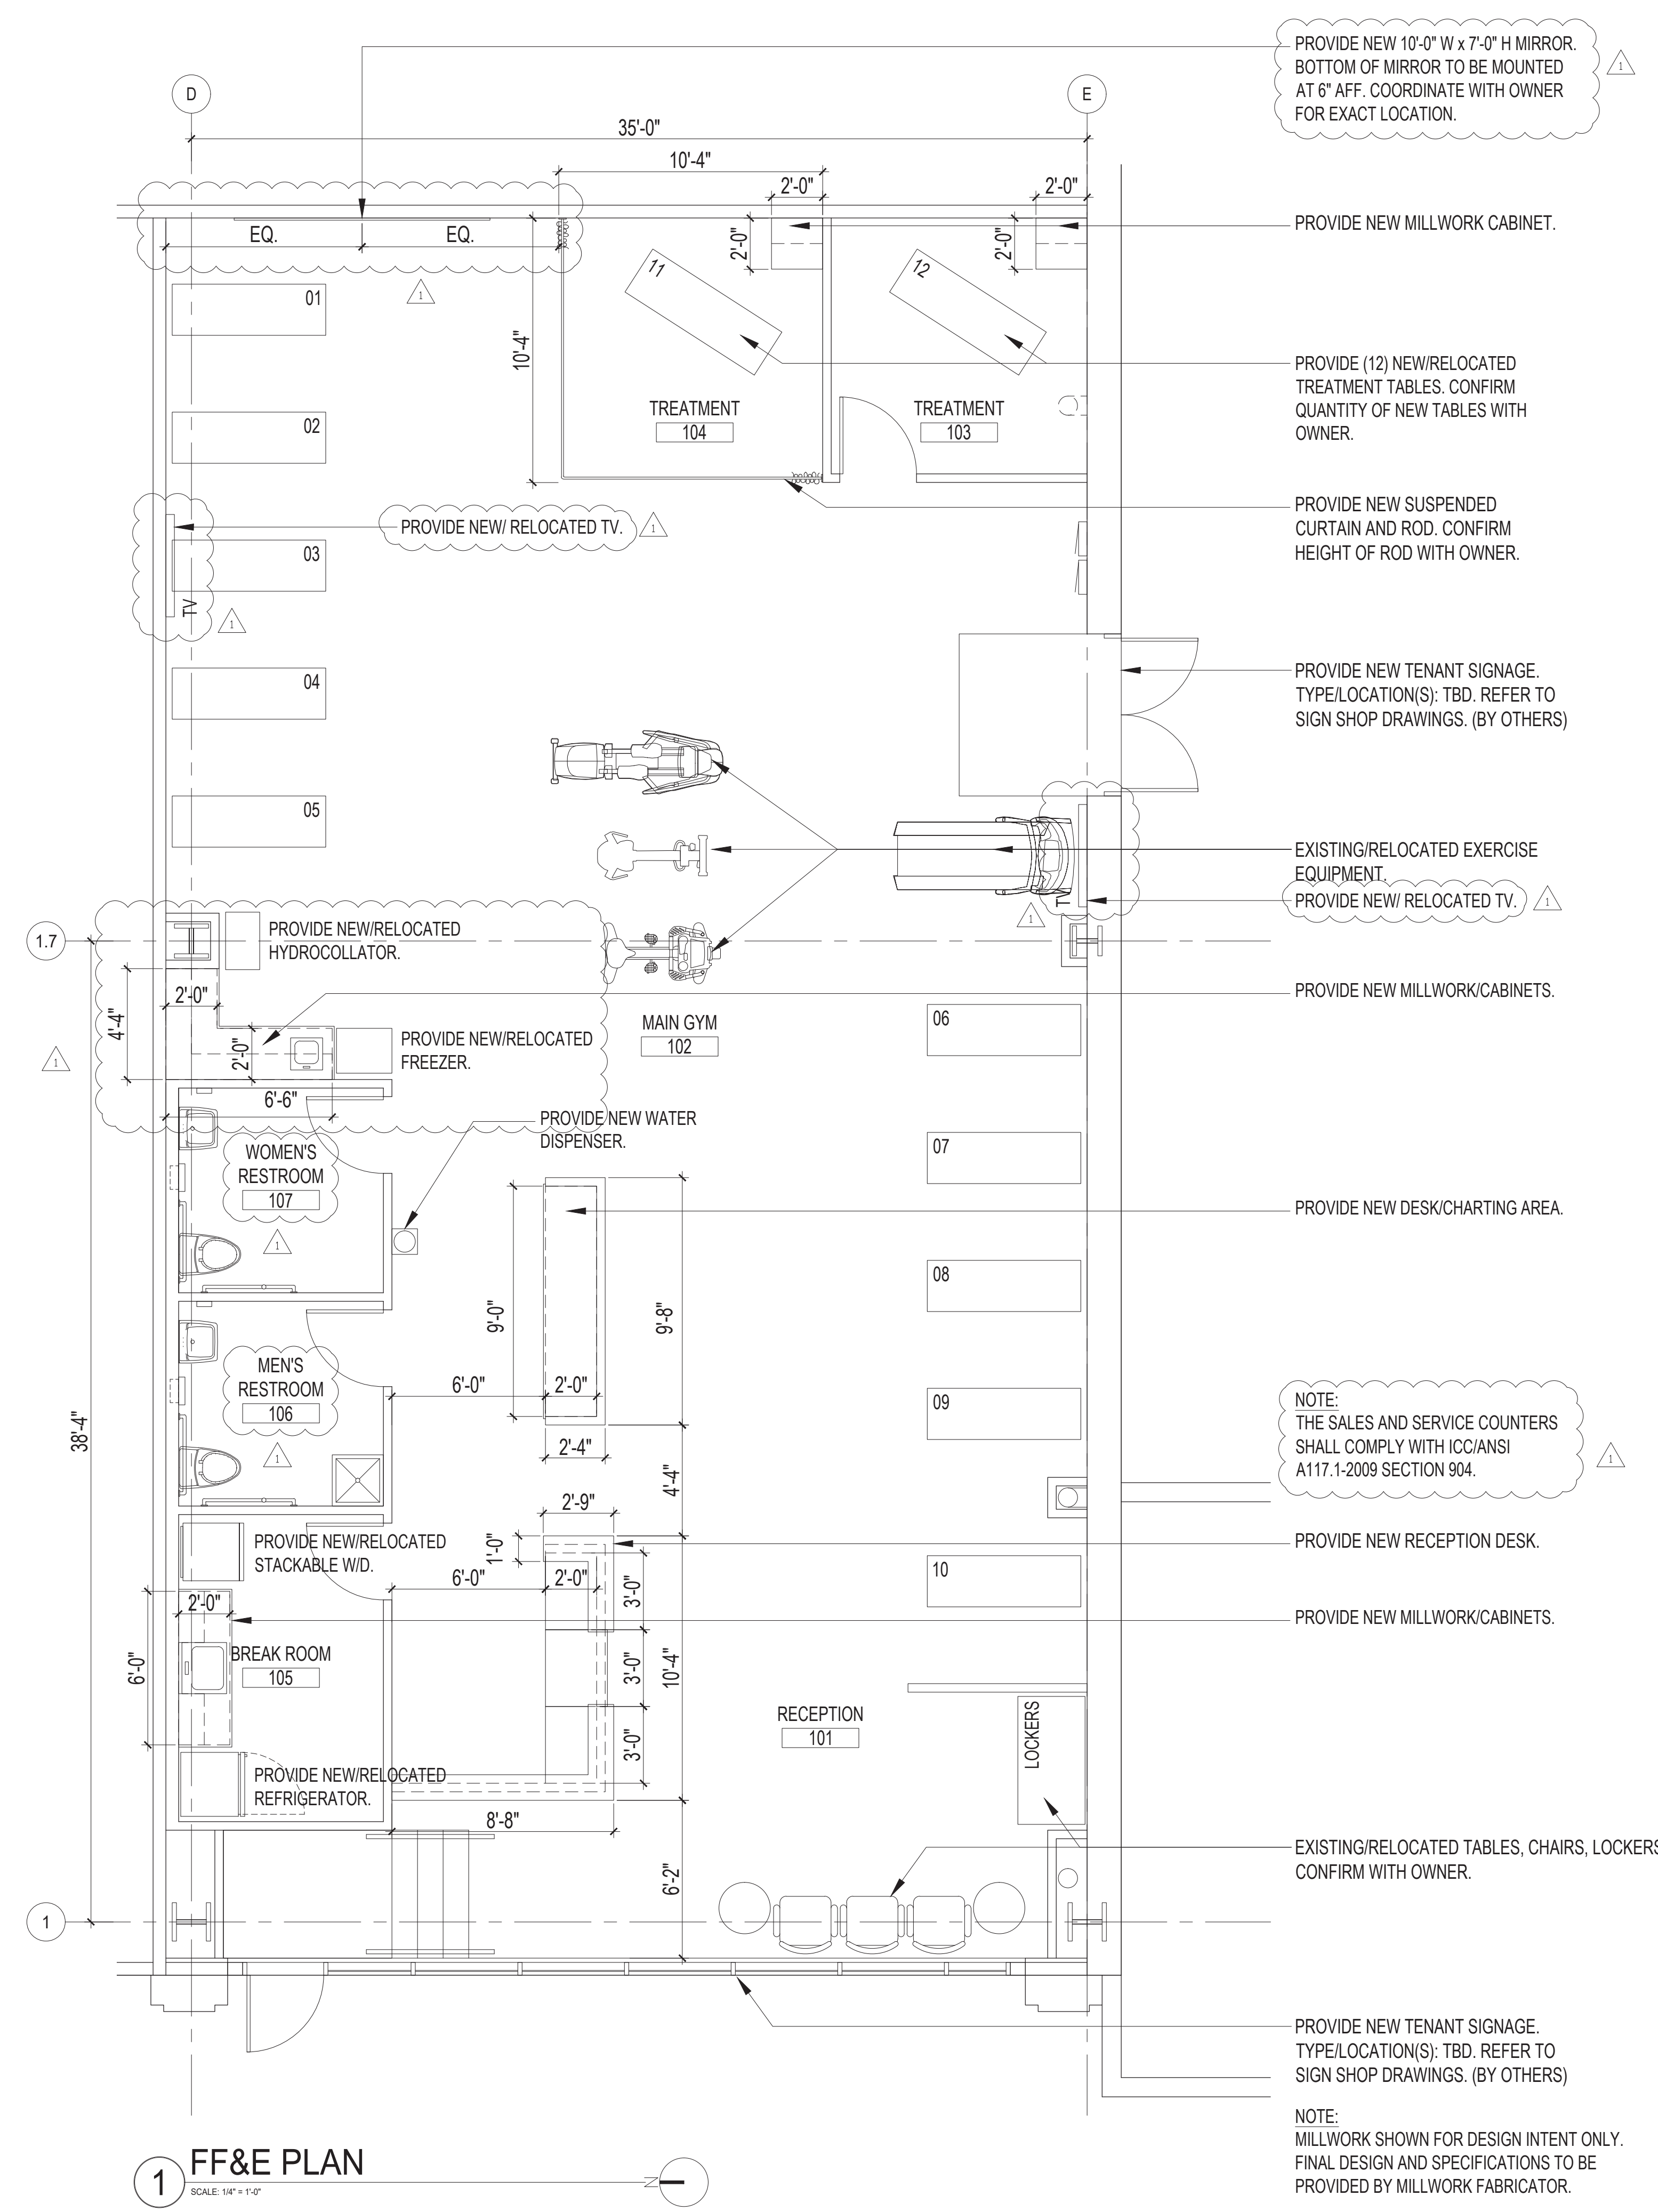 PROVIDE NEW 10'-0" W x 7'-0" H MIRROR.
BOTTOM OF MIRROR TO BE MOUNTED
AT 6" AFF. COORDINATE WITH OWNER
FOR EXACT LOCATION.
1
D
E
35'-0"
10'-4"
2'-0"
2'-0"
EQ.
EQ.
2'-0"
2'-0"
PROVIDE NEW MILLWORK CABINET.
1
01
11
12
10'-4"
PROVIDE (12) NEW/RELOCATED
TREATMENT TABLES. CONFIRM
QUANTITY OF NEW TABLES WITH
OWNER.
02
TREATMENT
104
TREATMENT
103
PROVIDE NEW SUSPENDED
CURTAIN AND ROD. CONFIRM
HEIGHT OF ROD WITH OWNER.
PROVIDE NEW/ RELOCATED TV.
1
03
TV
1
04
PROVIDE NEW TENANT SIGNAGE.
TYPE/LOCATION(S): TBD. REFER TO
SIGN SHOP DRAWINGS. (BY OTHERS)
05
EXISTING/RELOCATED EXERCISE
EQUIPMENT.
PROVIDE NEW/ RELOCATED TV.
1
TV
1
1.7
PROVIDE NEW/RELOCATED
HYDROCOLLATOR.
2'-0"
4'-4"
PROVIDE NEW MILLWORK/CABINETS.
06
MAIN GYM
102
2'-0"
PROVIDE NEW/RELOCATED
FREEZER.
1
6'-6"
PROVIDE NEW WATER
DISPENSER.
07
WOMEN'S
RESTROOM
107
1
PROVIDE NEW DESK/CHARTING AREA.
08
9'-0"
9'-8"
MEN'S
RESTROOM
106
1
6'-0"
2'-0"
09
NOTE:
THE SALES AND SERVICE COUNTERS
SHALL COMPLY WITH ICC/ANSI
A117.1-2009 SECTION 904.
1
38'-4"
2'-4"
4'-4"
2'-9"
PROVIDE NEW/RELOCATED
STACKABLE W/D.
1'-0"
PROVIDE NEW RECEPTION DESK.
10
6'-0"
2'-0"
3'-0"
2'-0"
PROVIDE NEW MILLWORK/CABINETS.
6'-0"
BREAK ROOM
105
3'-0"
10'-4"
RECEPTION
101
LOCKERS
3'-0"
PROVIDE NEW/RELOCATED
REFRIGERATOR.
8'-8"
6'-2"
EXISTING/RELOCATED TABLES, CHAIRS, LOCKERS
CONFIRM WITH OWNER.
1
PROVIDE NEW TENANT SIGNAGE.
TYPE/LOCATION(S): TBD. REFER TO
SIGN SHOP DRAWINGS. (BY OTHERS)
NOTE:
MILLWORK SHOWN FOR DESIGN INTENT ONLY.
FINAL DESIGN AND SPECIFICATIONS TO BE
PROVIDED BY MILLWORK FABRICATOR.
1
FF&E PLAN
SCALE: 1/4" = 1'-0"
N